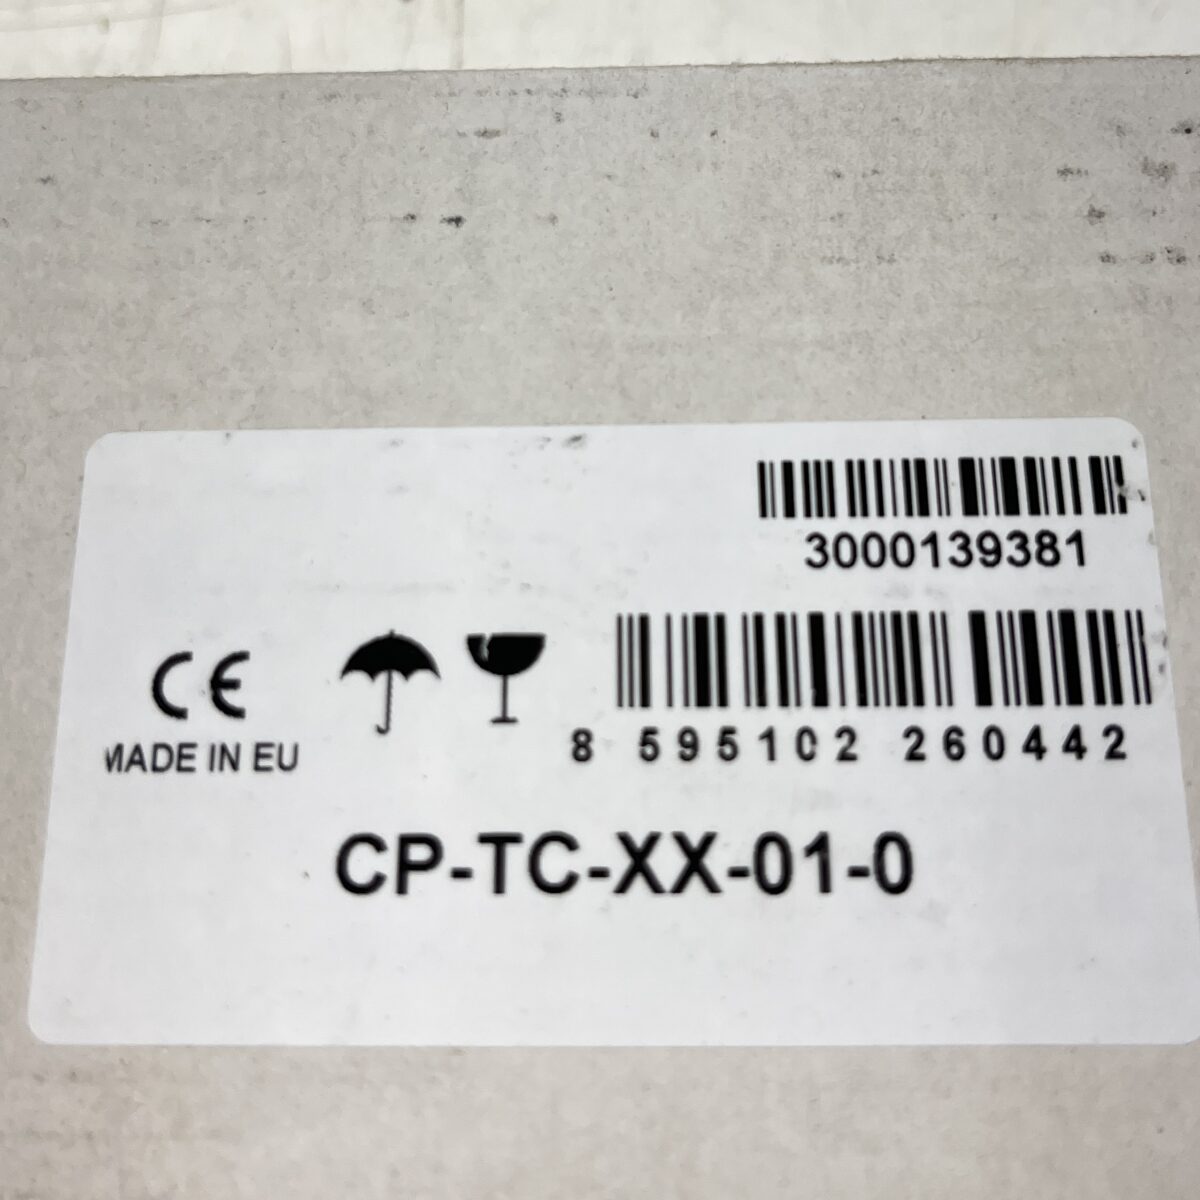 3000139381
8 595102 260442
CE
MADE IN EU
CP-TC-XX-01-0